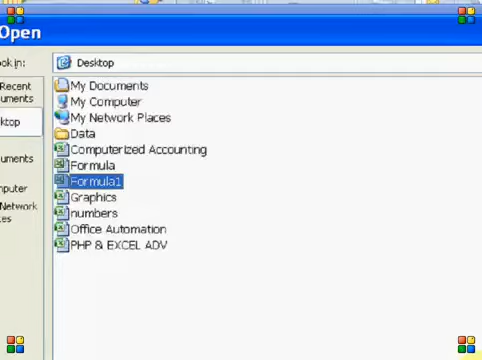 Open
ok in:
Desktop
Recent
uments
ktop
uments
mputer
Network
es
My Documents
My Computer
My Network Places
Data
Computerized Accounting
Formula
Formula1
Graphics
numbers
Office Automation
PHP & EXCEL ADV